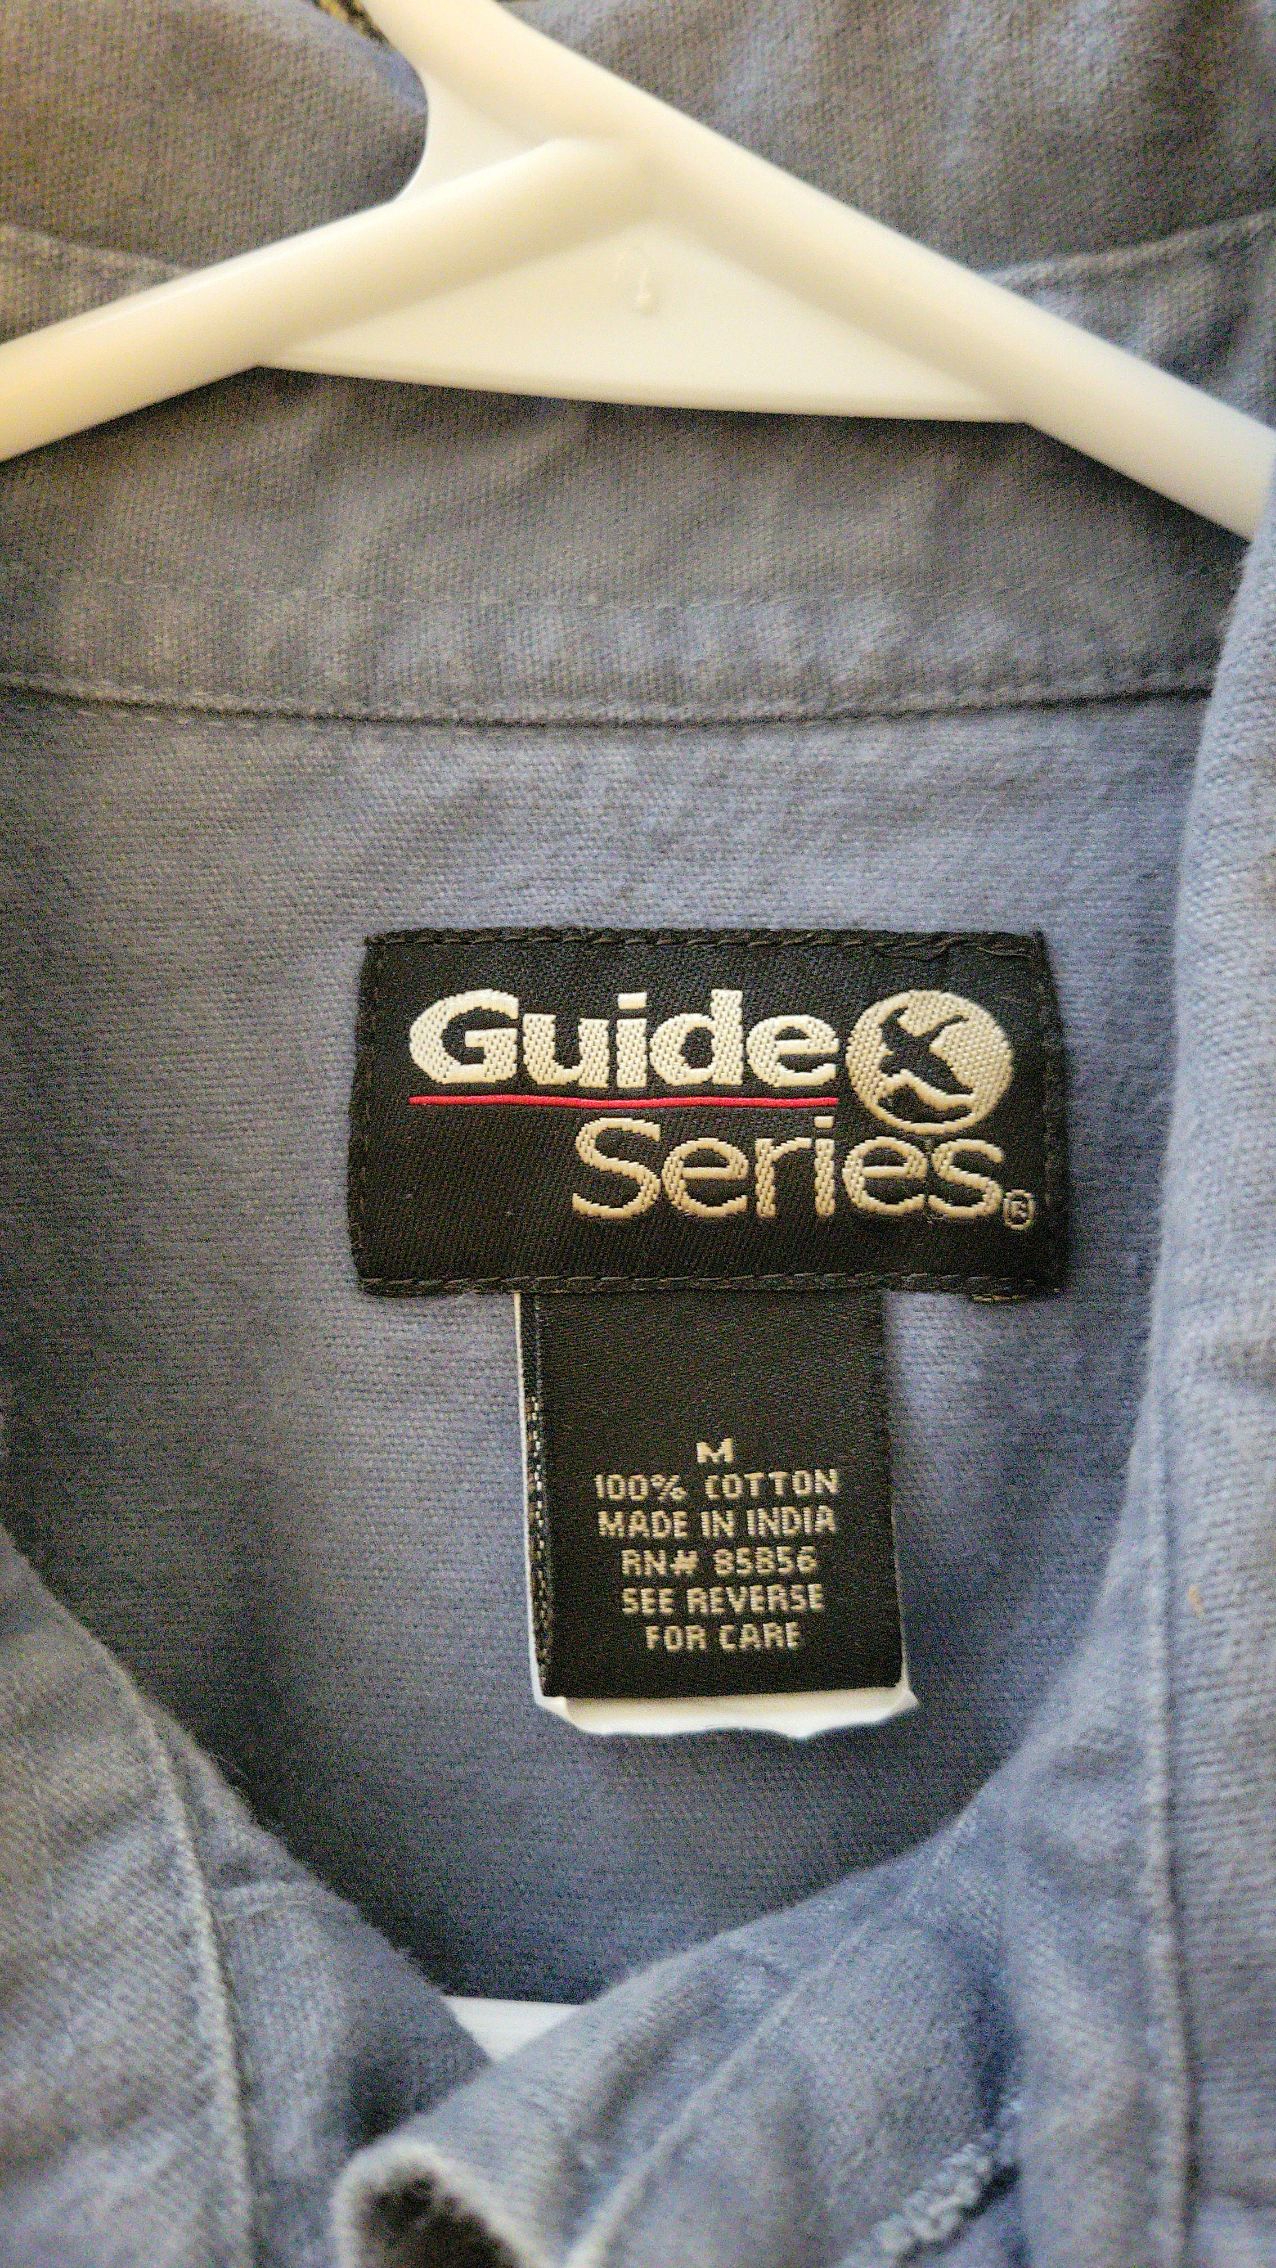 Guide
Series®
M
100% COTTON
MADE IN INDIA
RN# 85856
SEE REVERSE
FOR CARE